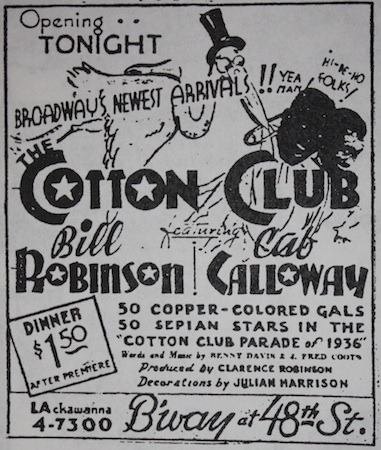 Opening ..
TONIGHT
BROADWAY'S NEWEST ARRIVALS!!
YEA MAN!
HI-DE-HO FOLKS!
THE
COTTON CLUB
featuring
Bill Cab
ROBINSON CALLOWAY
50 COPPER-COLORED GALS
50 SEPIAN STARS IN THE
"COTTON CLUB PARADE of 1936"
Words and Music by BENNY DAVIS & J. FRED COOTS
Produced by CLARENCE ROBINSON
Decorations by JULIAN HARRISON
DINNER
$1.50
AFTER PREMIERE
LAckawanna
4-7300
B'way at 48th St.